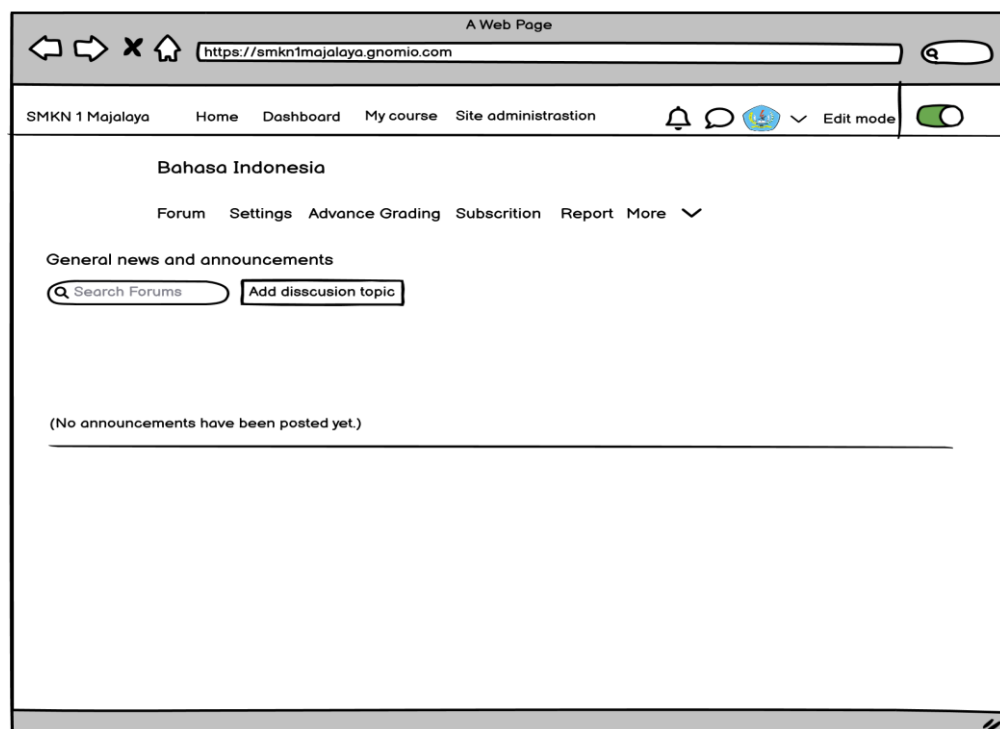 A Web Page
https://smkn1majalaya.gnomio.com
SMKN 1 Majalaya Home Dashboard My course Site administrastion Edit mode
Bahasa Indonesia
Forum Settings Advance Grading Subscrition Report More
General news and announcements
Search Forums Add disscusion topic
(No announcements have been posted yet.)